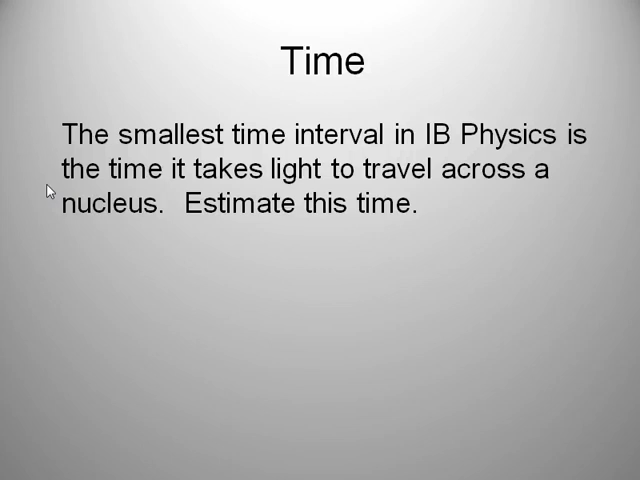 Time
The smallest time interval in IB Physics is
the time it takes light to travel across a
nucleus.  Estimate this time.